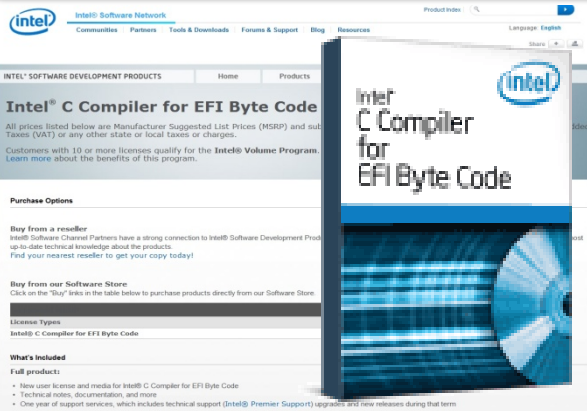 intel
Intel® Software Network
Product Index
Communities Partners Tools & Downloads Forums & Support Blog Resources
Language: English
Share
INTEL® SOFTWARE DEVELOPMENT PRODUCTS Home Products
Intel® C Compiler for EFI Byte Code
All prices listed below are Manufacturer Suggested List Prices (MSRP) and
Taxes (VAT) or any other state or local taxes or charges.
Customers with 10 or more licenses qualify for the Intel® Volume Program.
Learn more about the benefits of this program.
Purchase Options
Buy from a reseller
Intel® Software Channel Partners have a strong connection to Intel® Software Development
up-to-date technical knowledge about the products.
Find your nearest reseller to get your copy today!
Buy from our Software Store
Click on the "Buy" links in the table below to purchase products directly from our Software Store.
License Types
Intel® C Compiler for EFI Byte Code
What's Included
Full product:
• New user license and media for Intel® C Compiler for EFI Byte Code
• Technical notes, documentation, and more
• One year of support services, which includes technical support (Intel® Premier Support) upgrades and new releases during that term
intel
Intel®
C Compiler
for
EFI Byte Code